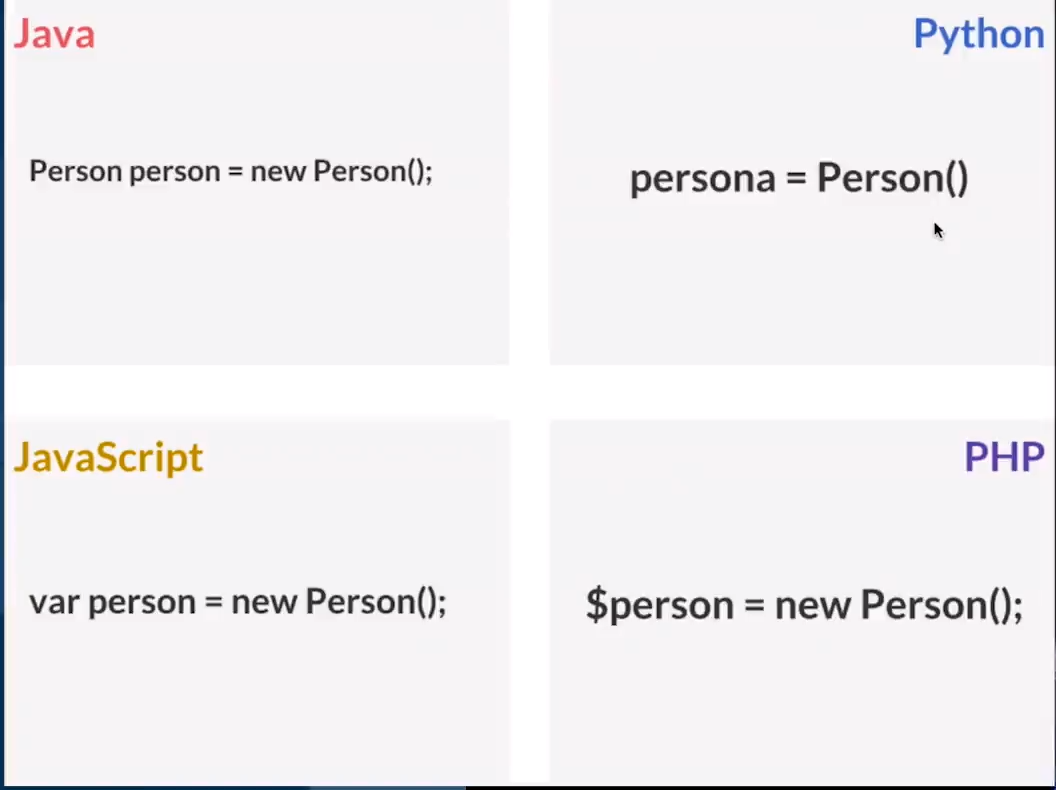 Java
Person person = new Person();
Python
persona = Person()
JavaScript
var person = new Person();
PHP
$person = new Person();